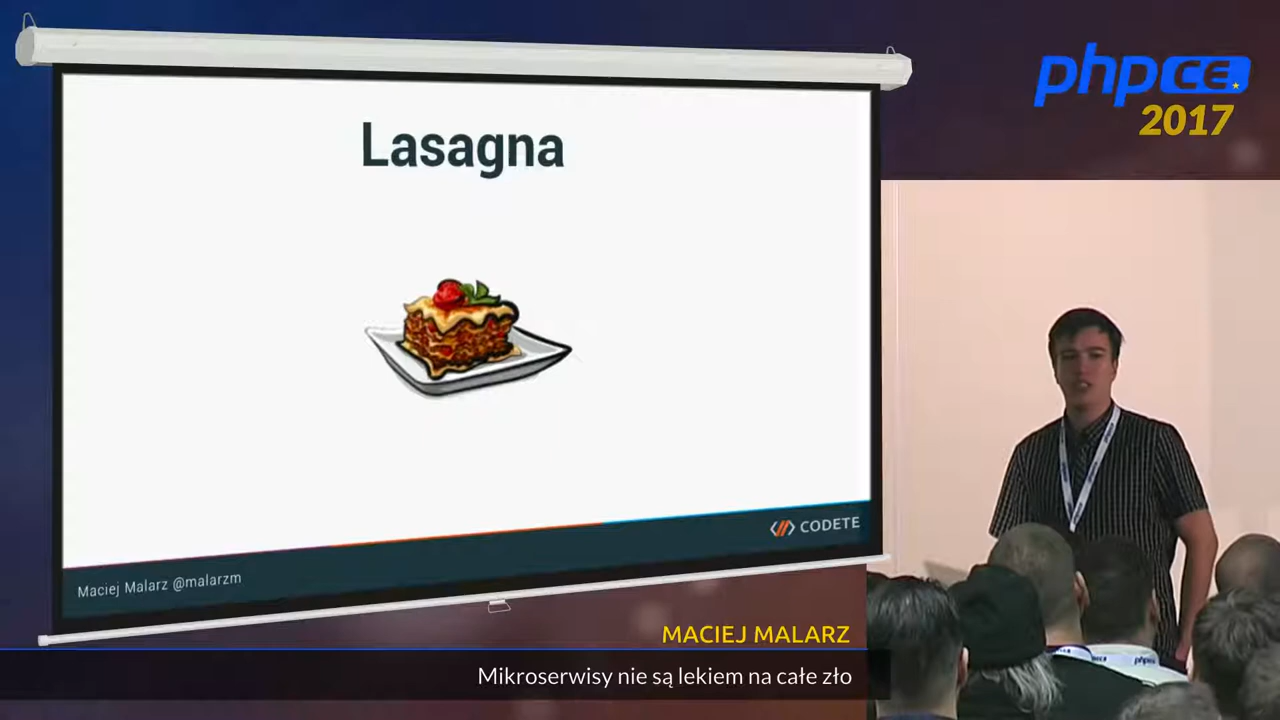 Lasagna
CODETE
Maciej Malarz @malarzm
phpCE
2017
MACIEJ MALARZ
Mikroserwisy nie są lekiem na całe zło